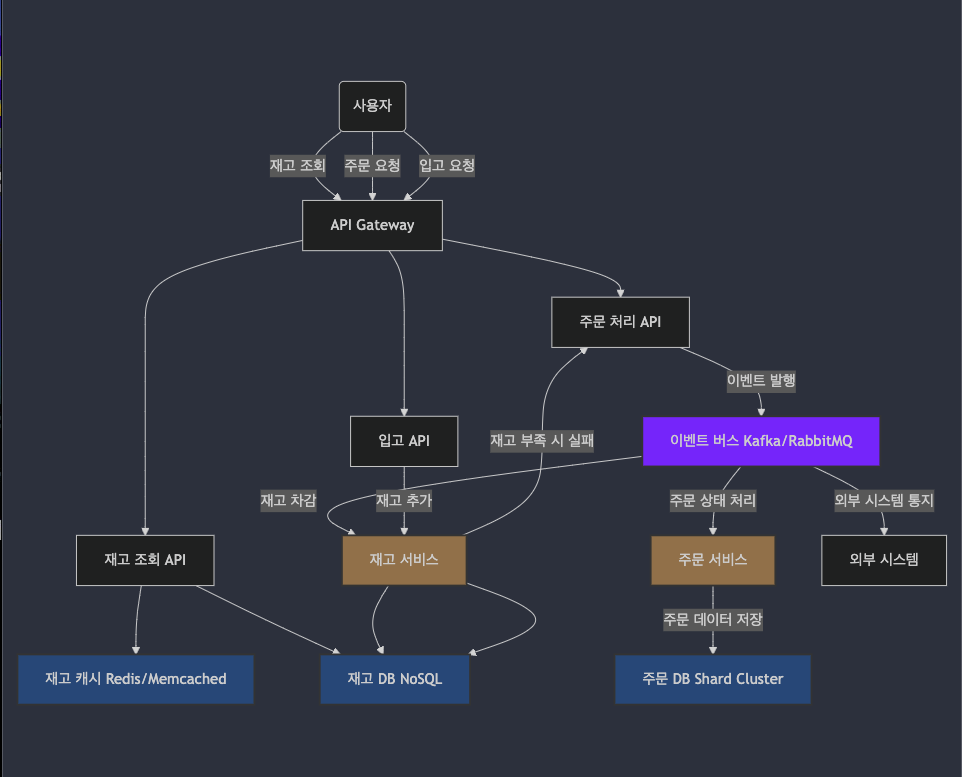 사용자
재고 조회
주문 요청
입고 요청
API Gateway
주문 처리 API
이벤트 발행
입고 API
재고 부족 시 실패
이벤트 버스 Kafka/RabbitMQ
재고 차감
재고 추가
주문 상태 처리
외부 시스템 통지
재고 조회 API
재고 서비스
주문 서비스
외부 시스템
주문 데이터 저장
재고 캐시 Redis/Memcached
재고 DB NoSQL
주문 DB Shard Cluster